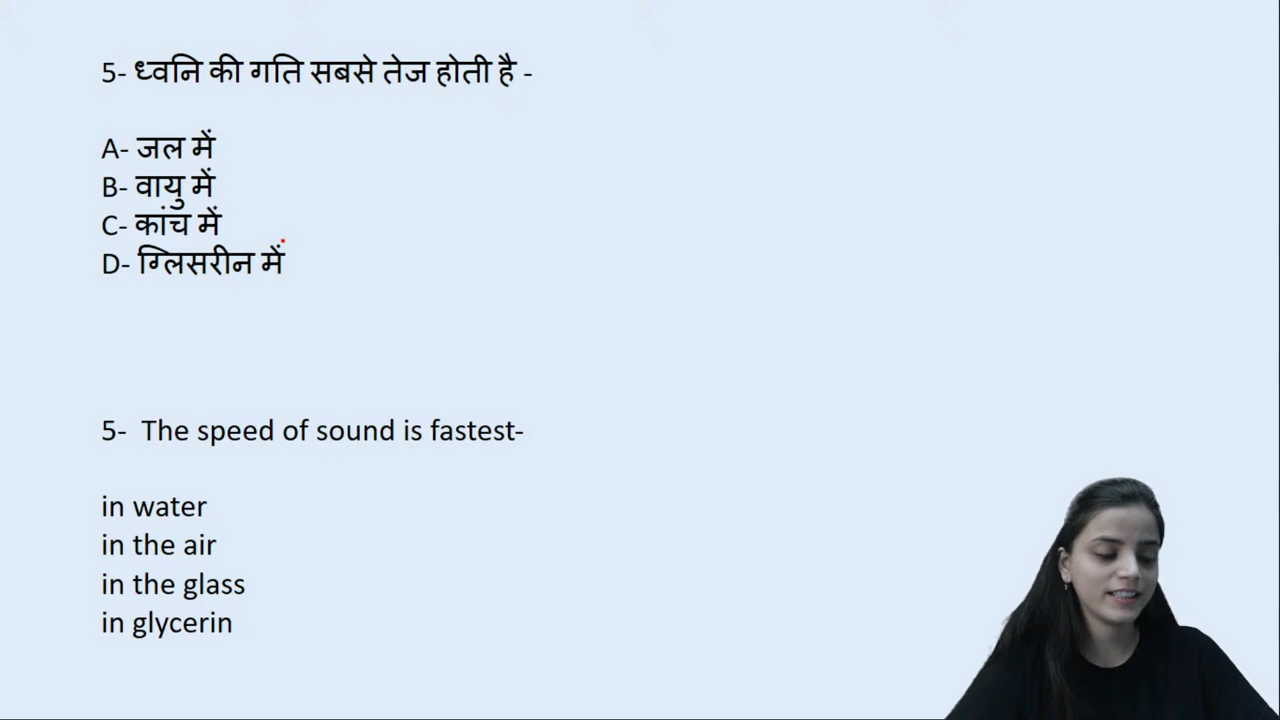 5- ध्वनि की गति सबसे तेज होती है -
A- जल में
B- वायु में
C- कांच में
D- ग्लिसरीन में
5- The speed of sound is fastest-
in water
in the air
in the glass
in glycerin